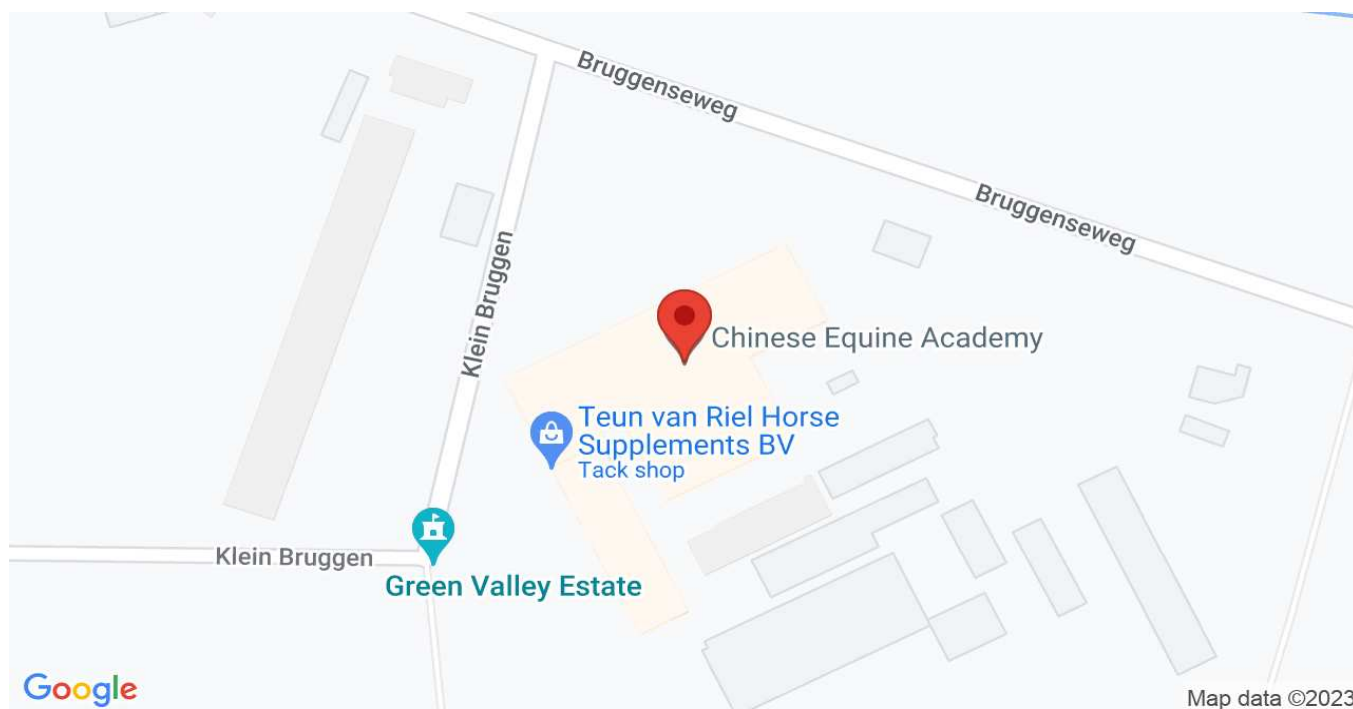 Bruggenseweg
Bruggenseweg
Klein Bruggen
Chinese Equine Academy
Teun van Riel Horse
Supplements BV
Tack shop
Klein Bruggen
Green Valley Estate
Google
Map data ©2023